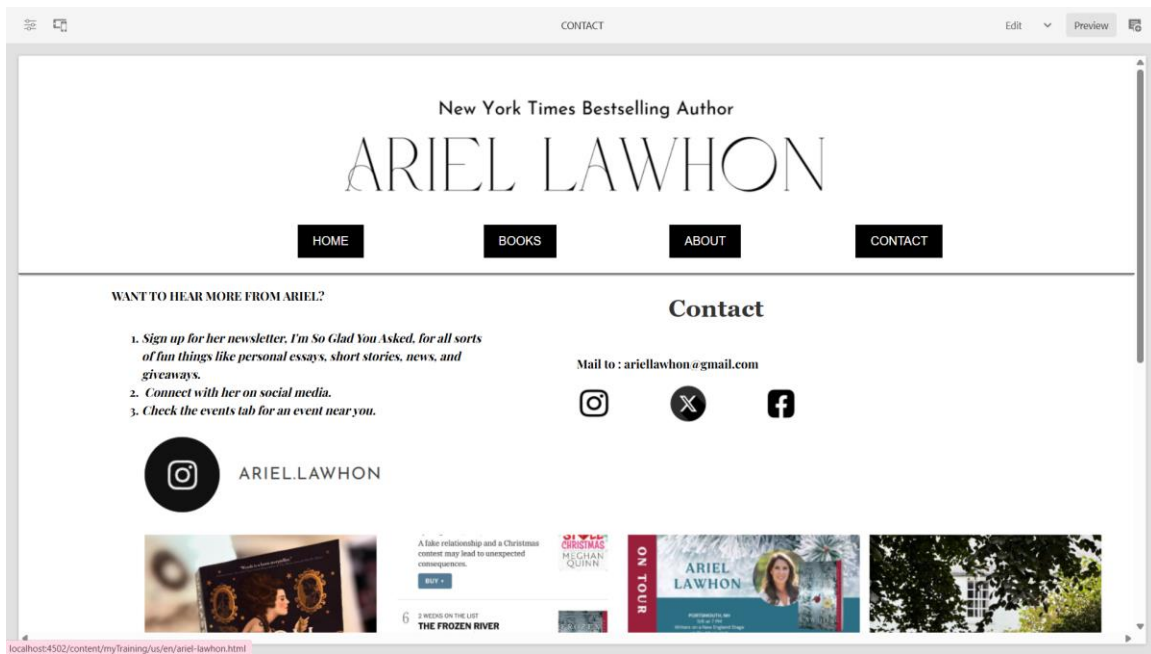 CONTACT
Edit
Preview
New York Times Bestselling Author
ARIEL LAWHON
HOME
BOOKS
ABOUT
CONTACT
WANT TO HEAR MORE FROM ARIEL?
1. Sign up for her newsletter, I'm So Glad You Asked, for all sorts
of fun things like personal essays, short stories, news, and
giveaways.
2. Connect with her on social media.
3. Check the events tab for an event near you.
Contact
Mail to : ariellawhon@gmail.com
ARIEL.LAWHON
A fake relationship and a Christmas
contest may lead to unexpected
consequences.
BUY
CHRISTMAS
MEGHAN
QUINN
6
2 WEEKS ON THE LIST
THE FROZEN RIVER
ON TOUR
ARIEL
LAWHON
PORTSMOUTH, NH
localhost:4502/content/myTraining/us/en/ariel-lawhon.html